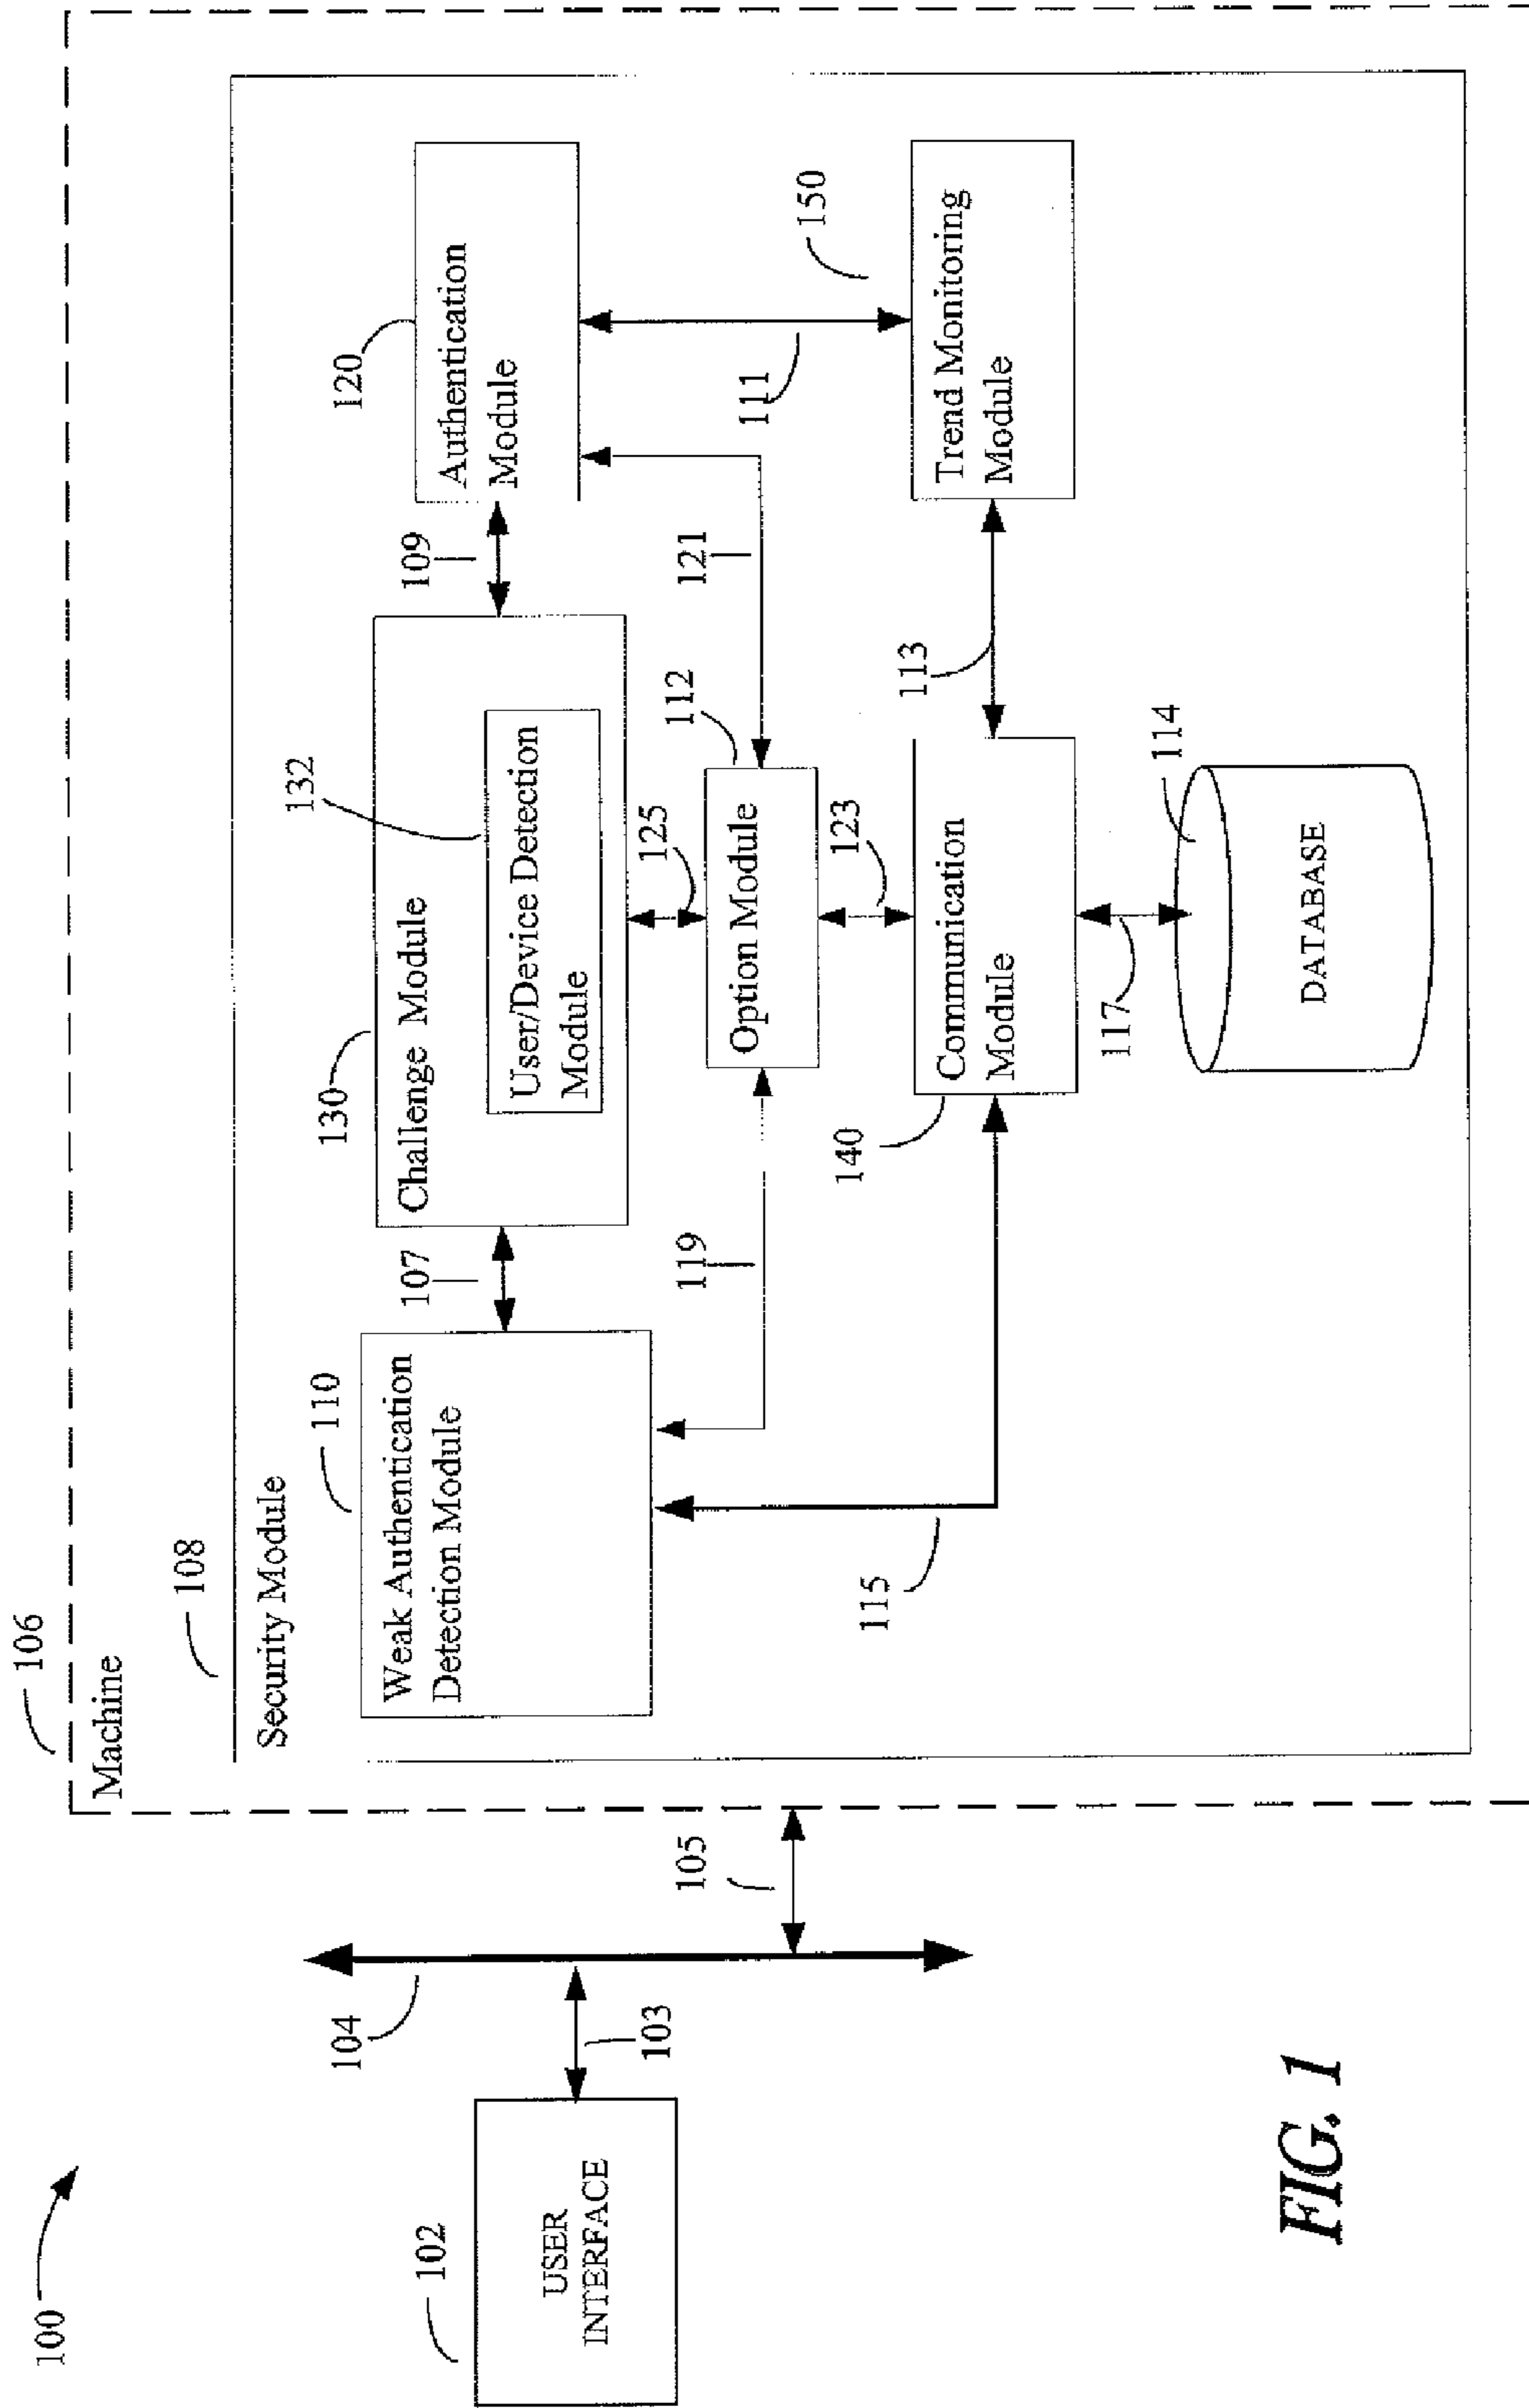 100
106
Machine
108
Security Module
102
USER
INTERFACE
103
104
105
110
Weak Authentication
Detection Module
107
130
Challenge Module
132
User/Device Detection
Module
109
120
Authentication
Module
119
125
112
Option Module
121
111
150
115
140
123
Communication
Module
113
Trend Monitoring
Module
117
114
DATABASE
FIG. 1